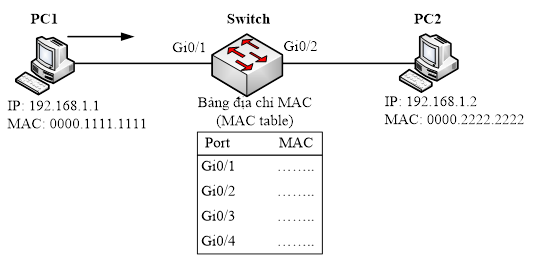 PC1
Switch
PC2
Gi0/1
Gi0/2
IP: 192.168.1.1
MAC: 0000.1111.1111
Bảng địa chỉ MAC
(MAC table)
IP: 192.168.1.2
MAC: 0000.2222.2222
Port MAC
Gi0/1 ……..
Gi0/2 ……..
Gi0/3 ……..
Gi0/4 ……..